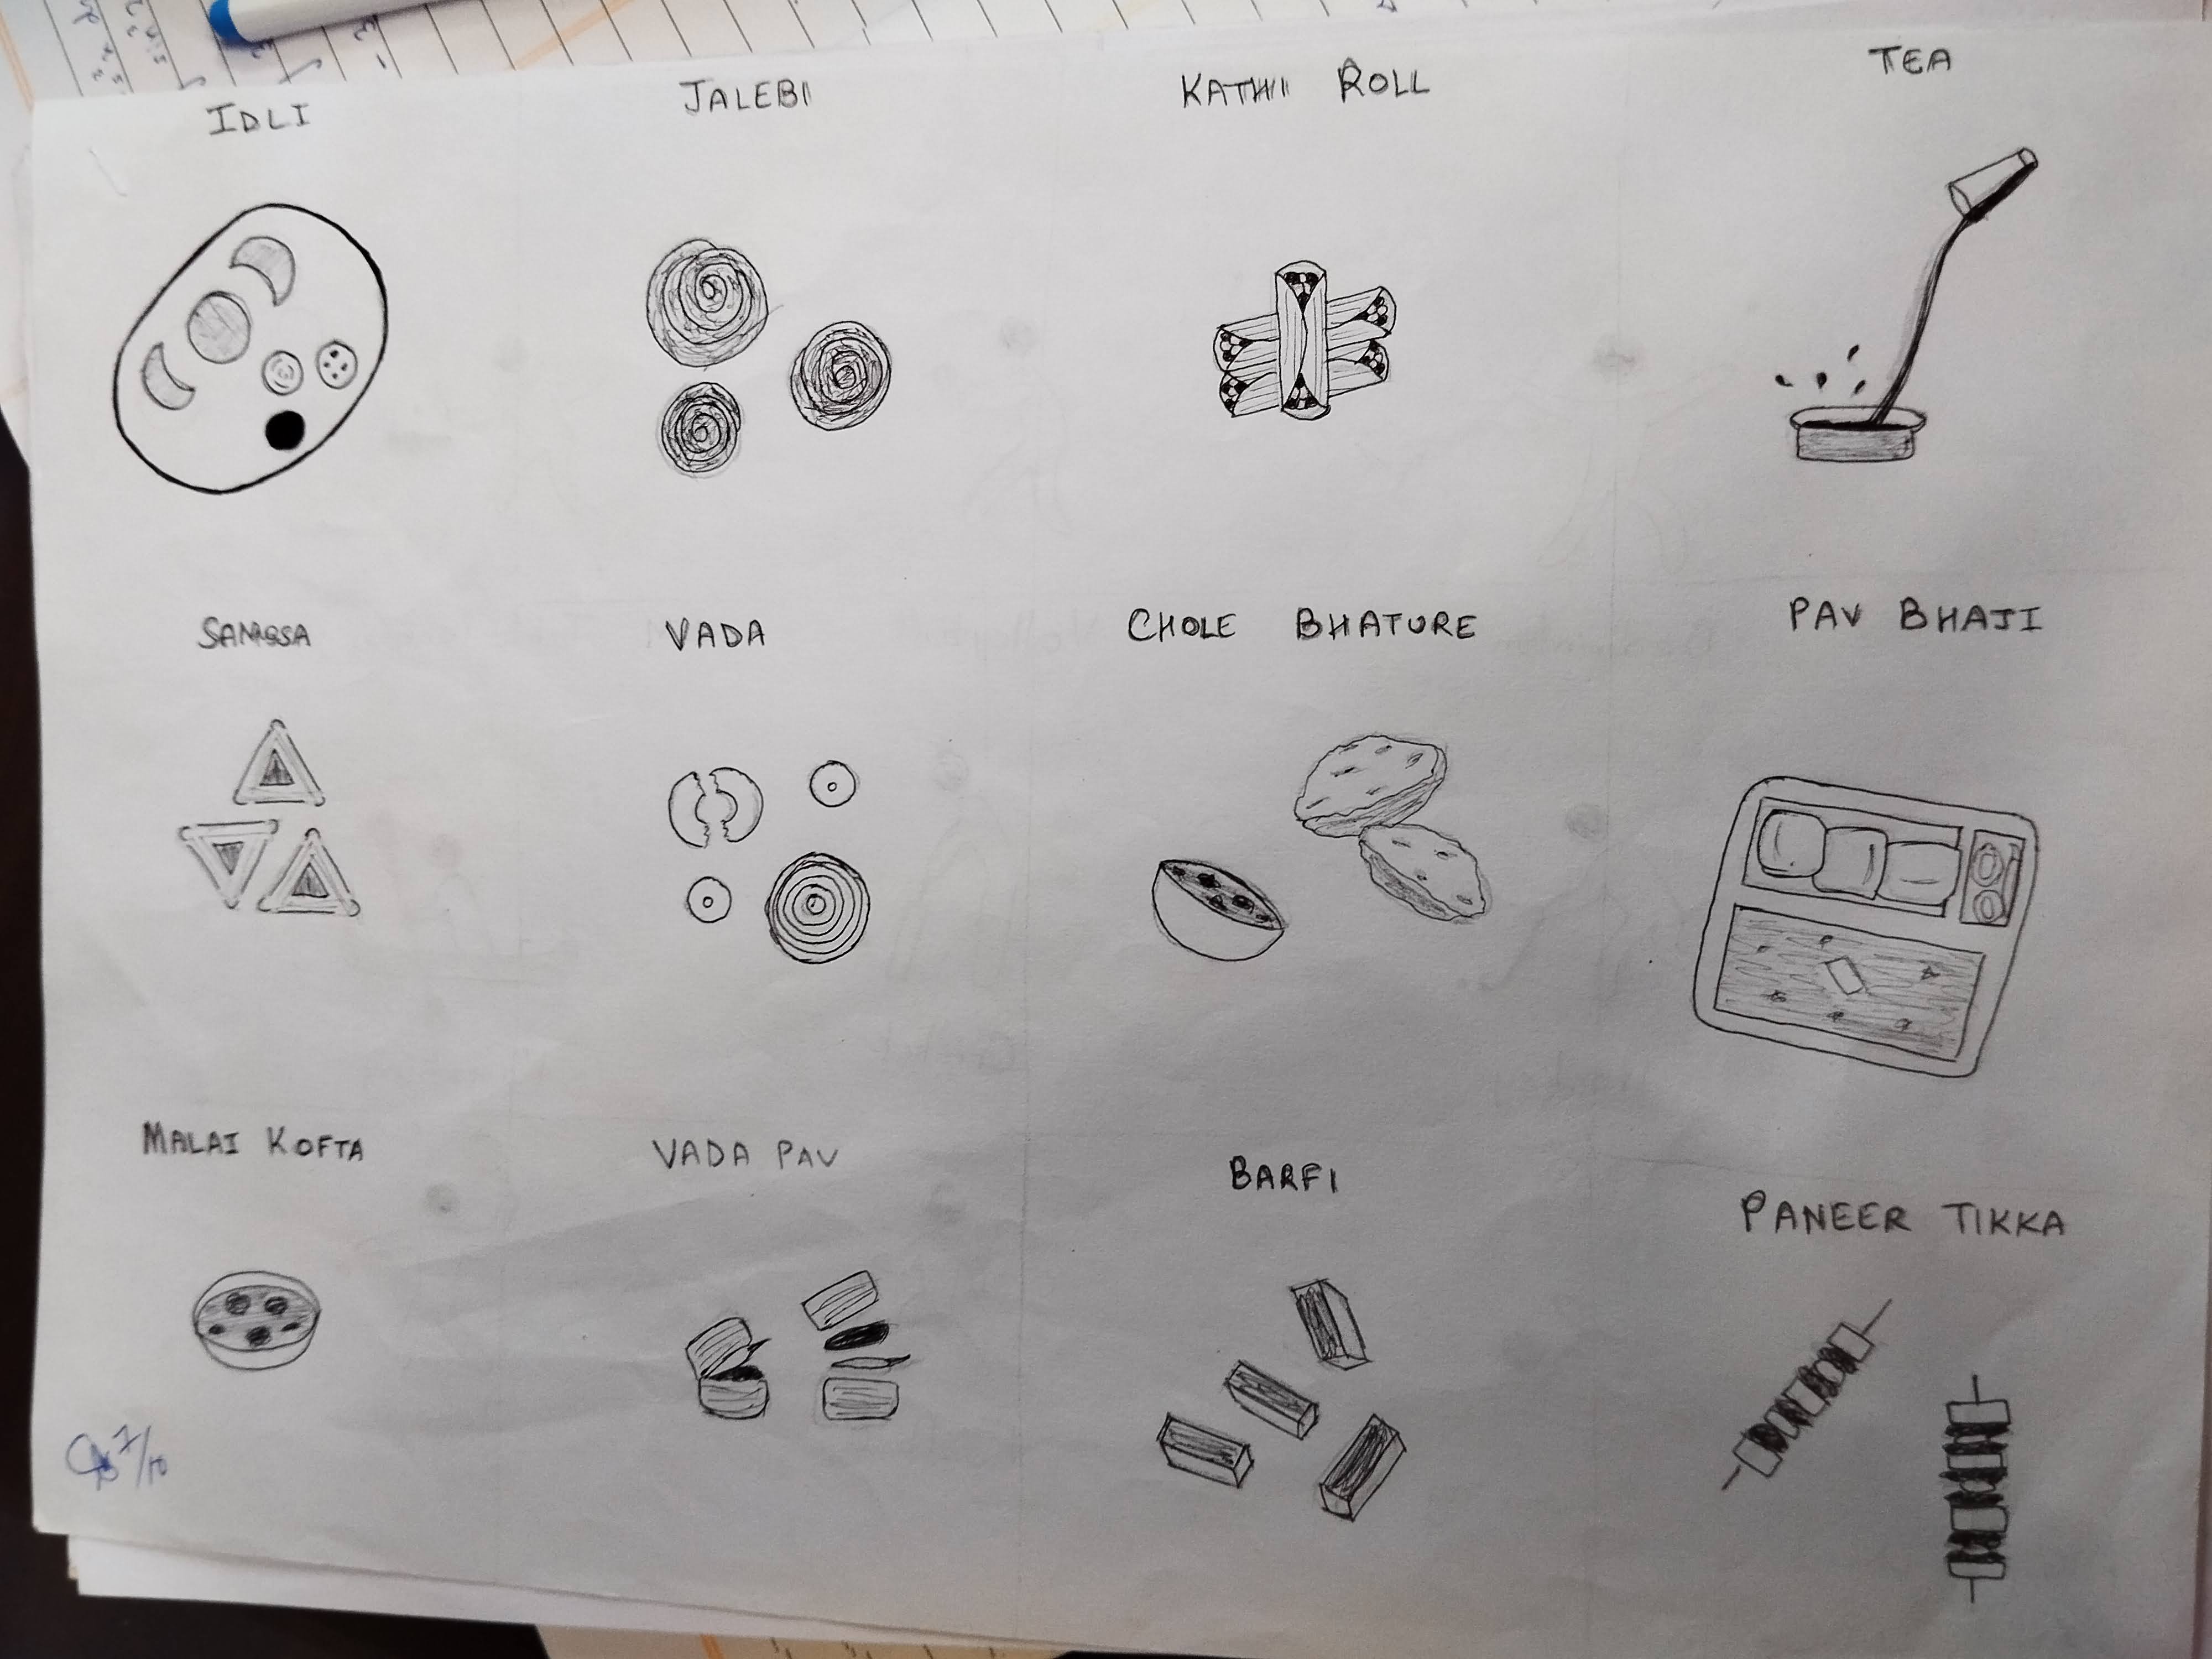 IDLI
JALEBI
KATHI ROLL
TEA
SAMOSA
VADA
CHOLE BHATURE
PAV BHAJI
MALAI KOFTA
VADA PAV
BARFI
PANEER TIKKA
7/10